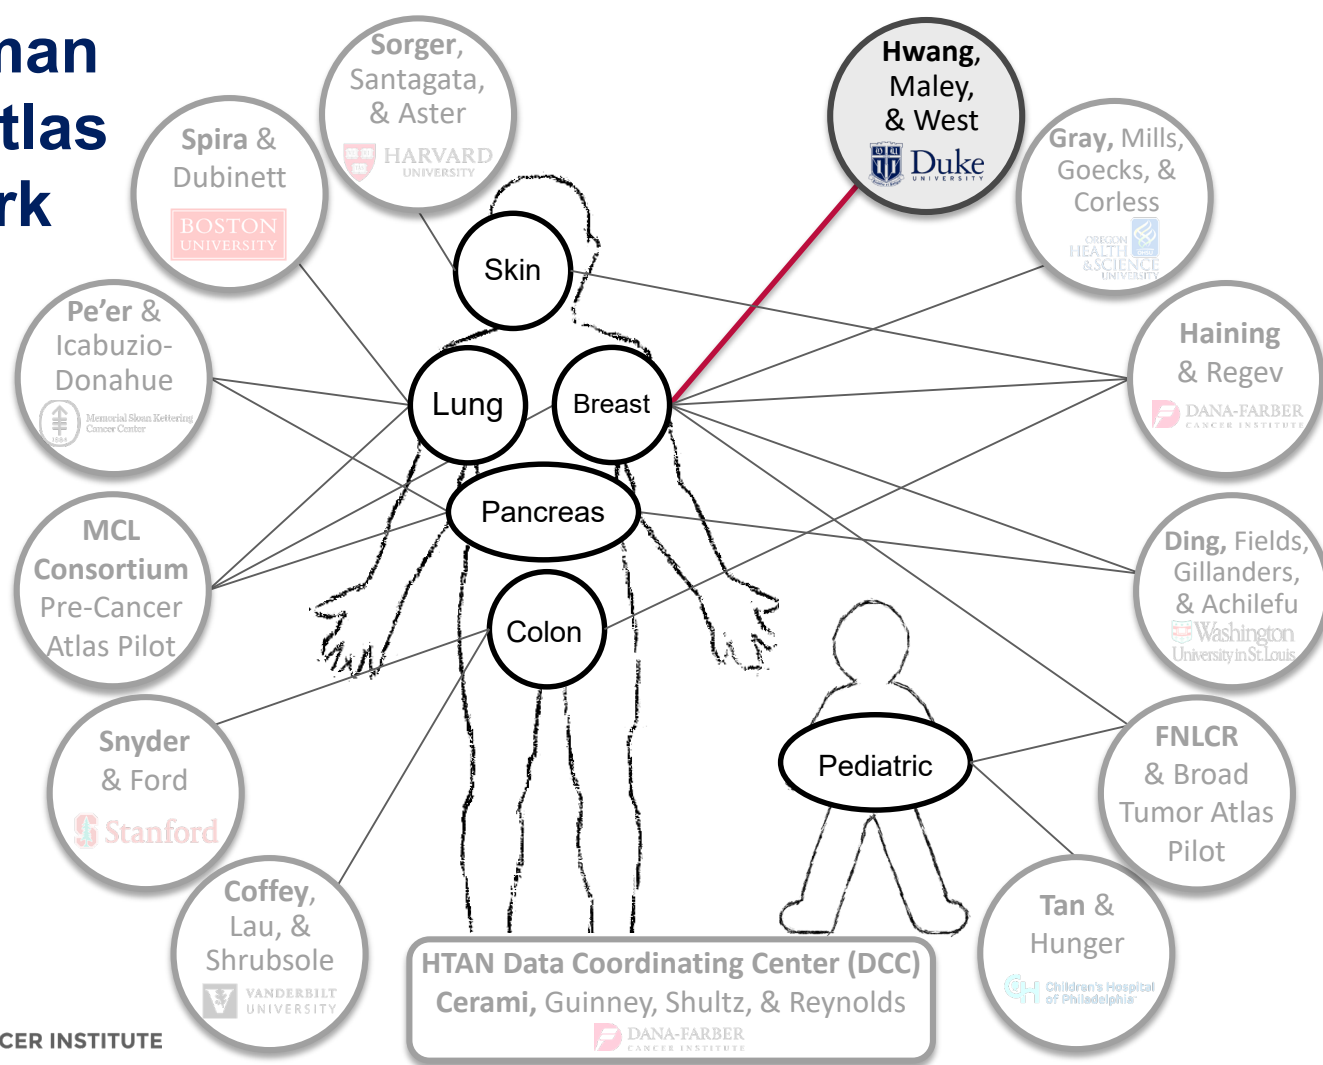 man
tlas
rk
Sorger,
Santagata,
& Aster
HARVARD
UNIVERSITY
Hwang,
Maley,
& West
Duke
UNIVERSITY
Spira &
Dubinett
BOSTON
UNIVERSITY
Gray, Mills,
Goecks, &
Corless
OREGON
HEALTH
& SCIENCE
UNIVERSITY
Skin
Pe'er &
Icabuzio-
Donahue
Memorial Sloan Kettering
Cancer Center
1884
Haining
& Regev
DANA-FARBER
CANCER INSTITUTE
Lung
Breast
Pancreas
MCL
Consortium
Pre-Cancer
Atlas Pilot
Ding, Fields,
Gillanders,
& Achilefu
Washington
University in St. Louis
Colon
Snyder
& Ford
Stanford
Pediatric
FNLCR
& Broad
Tumor Atlas
Pilot
Coffey,
Lau, &
Shrubsole
VANDERBILT
UNIVERSITY
Tan &
Hunger
Children's Hospital
of Philadelphia
HTAN Data Coordinating Center (DCC)
Cerami, Guinney, Shultz, & Reynolds
DANA-FARBER
CANCER INSTITUTE
CER INSTITUTE